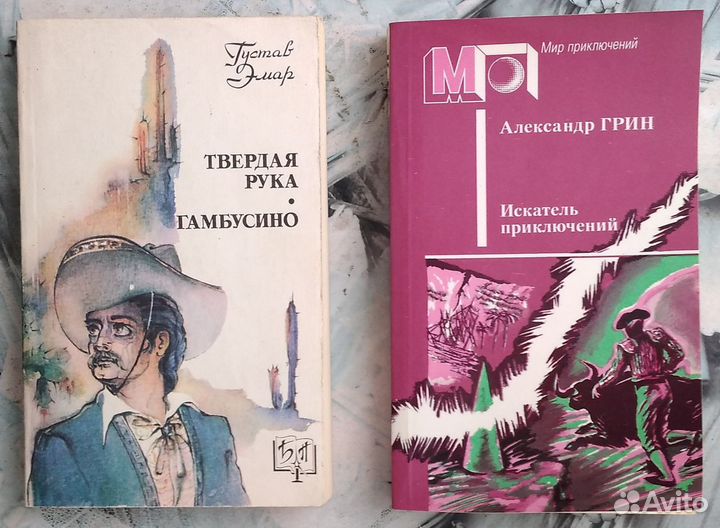 Густав
Эмар
ТВЕРДАЯ
РУКА
•
ГАМБУСИНО
БП
МП
Мир приключений
Александр ГРИН
Искатель
приключений
Avito